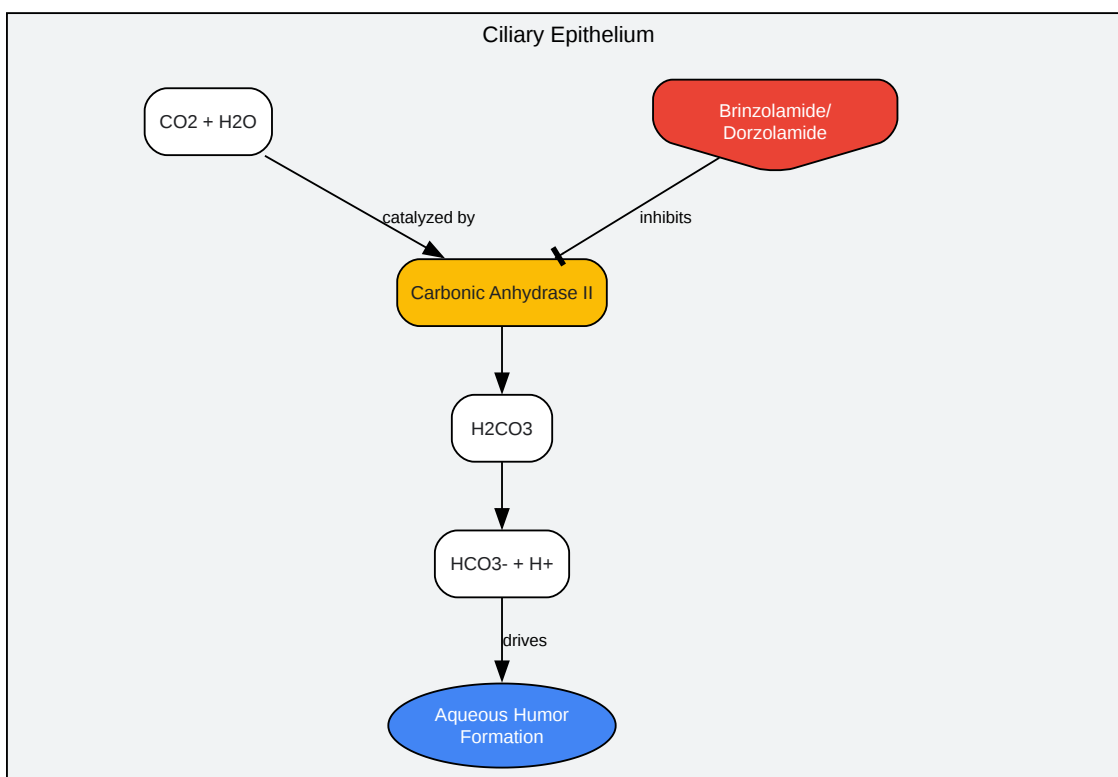 Ciliary Epithelium
CO2 + H2O
Brinzolamide/
Dorzolamide
catalyzed by
inhibits
Carbonic Anhydrase II
H2CO3
HCO3- + H+
drives
Aqueous Humor
Formation